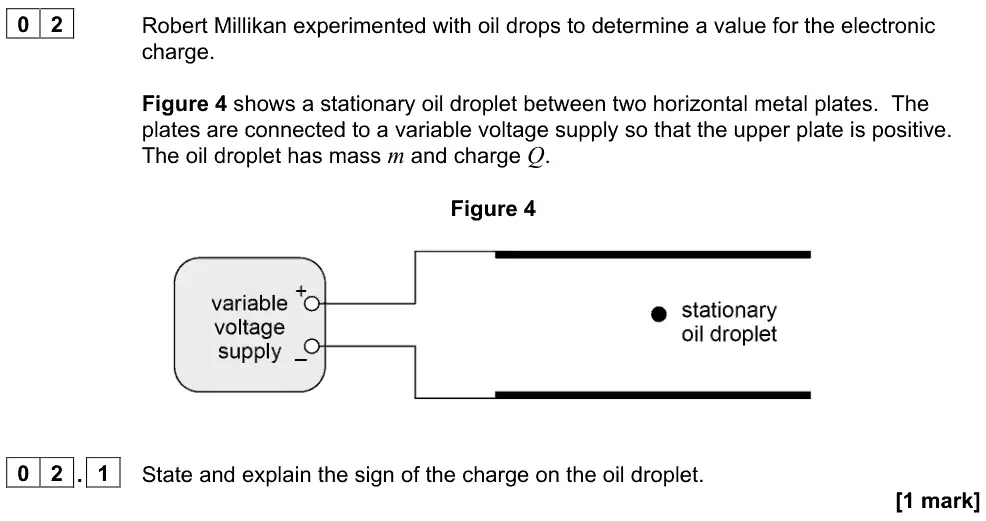 0 2 Robert Millikan experimented with oil drops to determine a value for the electronic
charge.
Figure 4 shows a stationary oil droplet between two horizontal metal plates. The
plates are connected to a variable voltage supply so that the upper plate is positive.
The oil droplet has mass m and charge Q.
Figure 4
variable +
voltage
supply –
stationary
oil droplet
0 2 . 1 State and explain the sign of the charge on the oil droplet.
[1 mark]